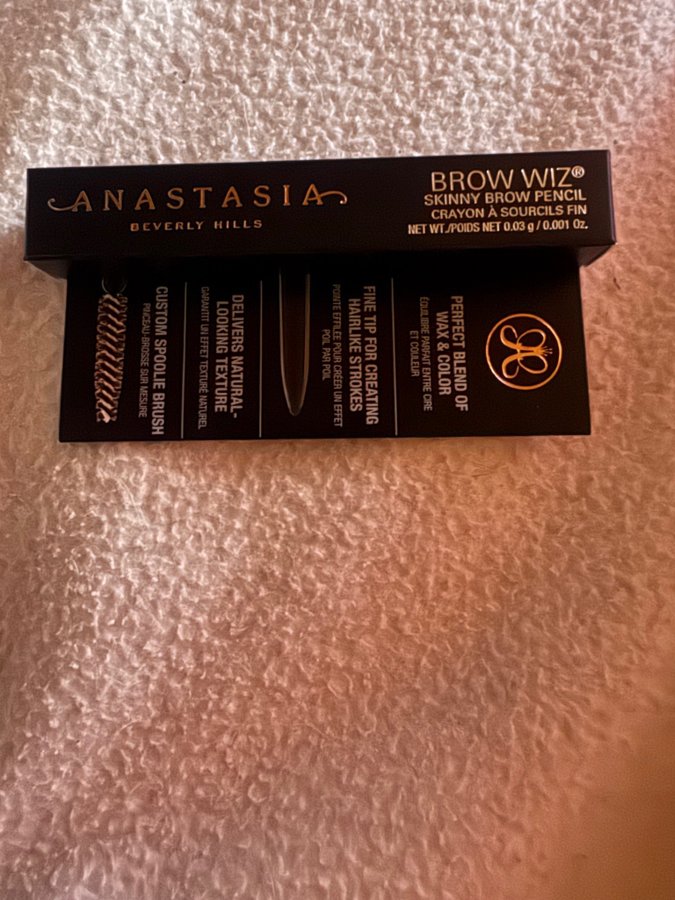 ANASTASIA
BEVERLY HILLS
BROW WIZ®
SKINNY BROW PENCIL
CRAYON À SOURCILS FIN
NET WT./POIDS NET 0.03 g / 0.001 Oz.
PERFECT BLEND OF
WAX & COLOR
ÉQUILIBRE PARFAIT ENTRE CIRE
ET COULEUR
FINE TIP FOR CREATING
HAIRLIKE STROKES
POINTE EFFILÉE POUR CRÉER UN EFFET
POIL PAR POIL
DELIVERS NATURAL-
LOOKING TEXTURE
GARANTIT UN EFFET TEXTURÉ NATUREL
CUSTOM SPOOLIE BRUSH
PINCEAU-BROSSE SUR MESURE